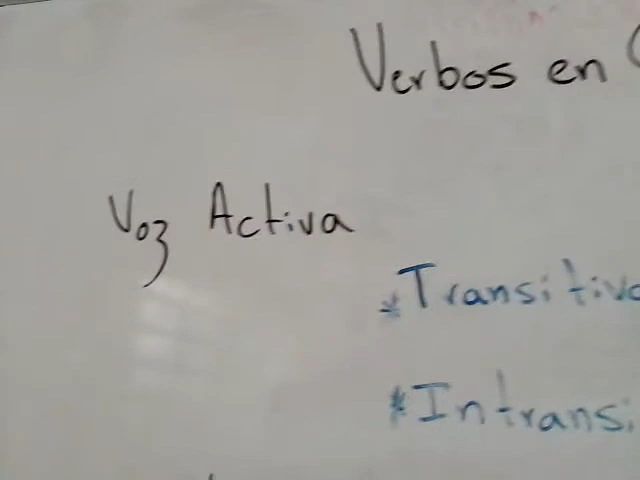 Verbos en
Voz Activa
*Transitivo
*Intransi